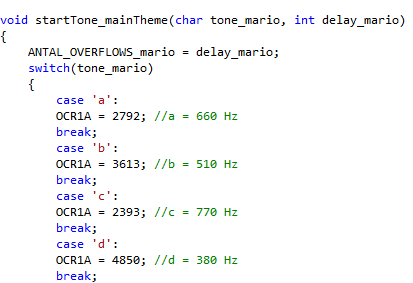 void startTone_mainTheme(char tone_mario, int delay_mario)
{
    ANTAL_OVERFLOWS_mario = delay_mario;
    switch(tone_mario)
    {
        case 'a':
        OCR1A = 2792; //a = 660 Hz
        break;
        case 'b':
        OCR1A = 3613; //b = 510 Hz
        break;
        case 'c':
        OCR1A = 2393; //c = 770 Hz
        break;
        case 'd':
        OCR1A = 4850; //d = 380 Hz
        break;